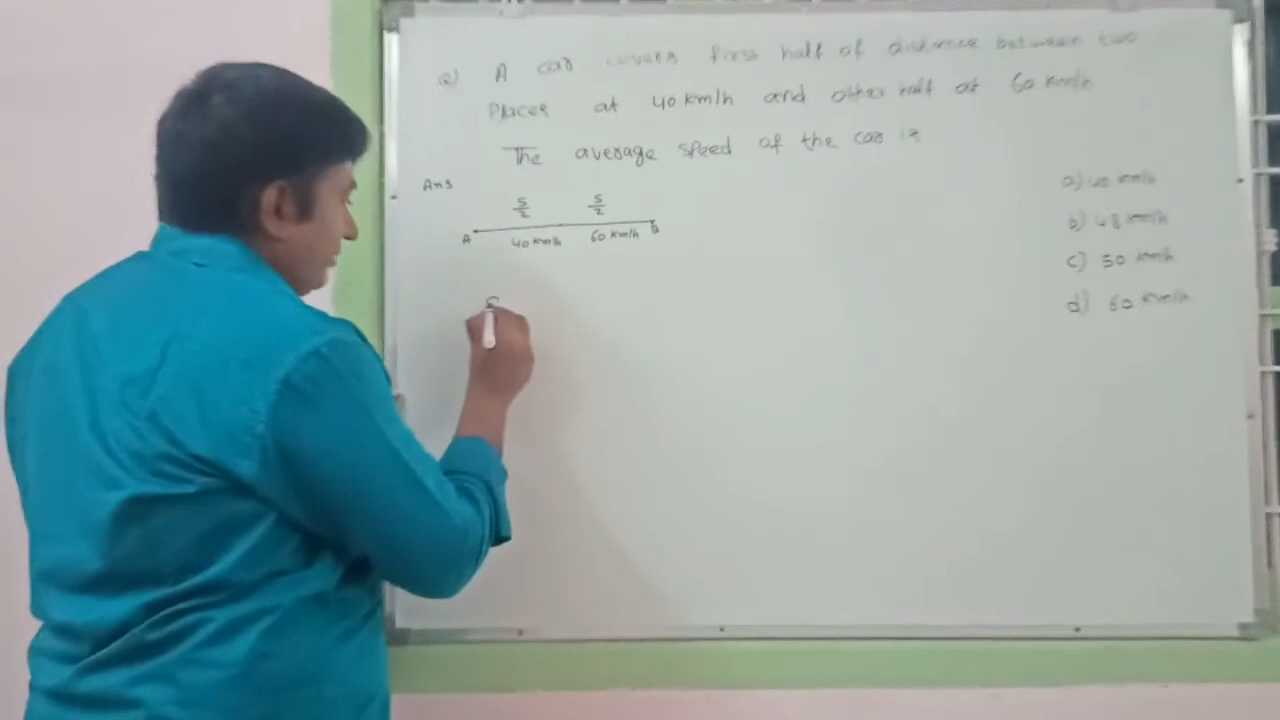 Q) A car covers first half of distance between two
places at 40 km/h and other half at 60 km/h
The average speed of the car is
Ans
S/2 S/2
A B
40 km/h 60 km/h
S
a) 40 km/h
b) 48 km/h
c) 50 km/h
d) 60 km/h